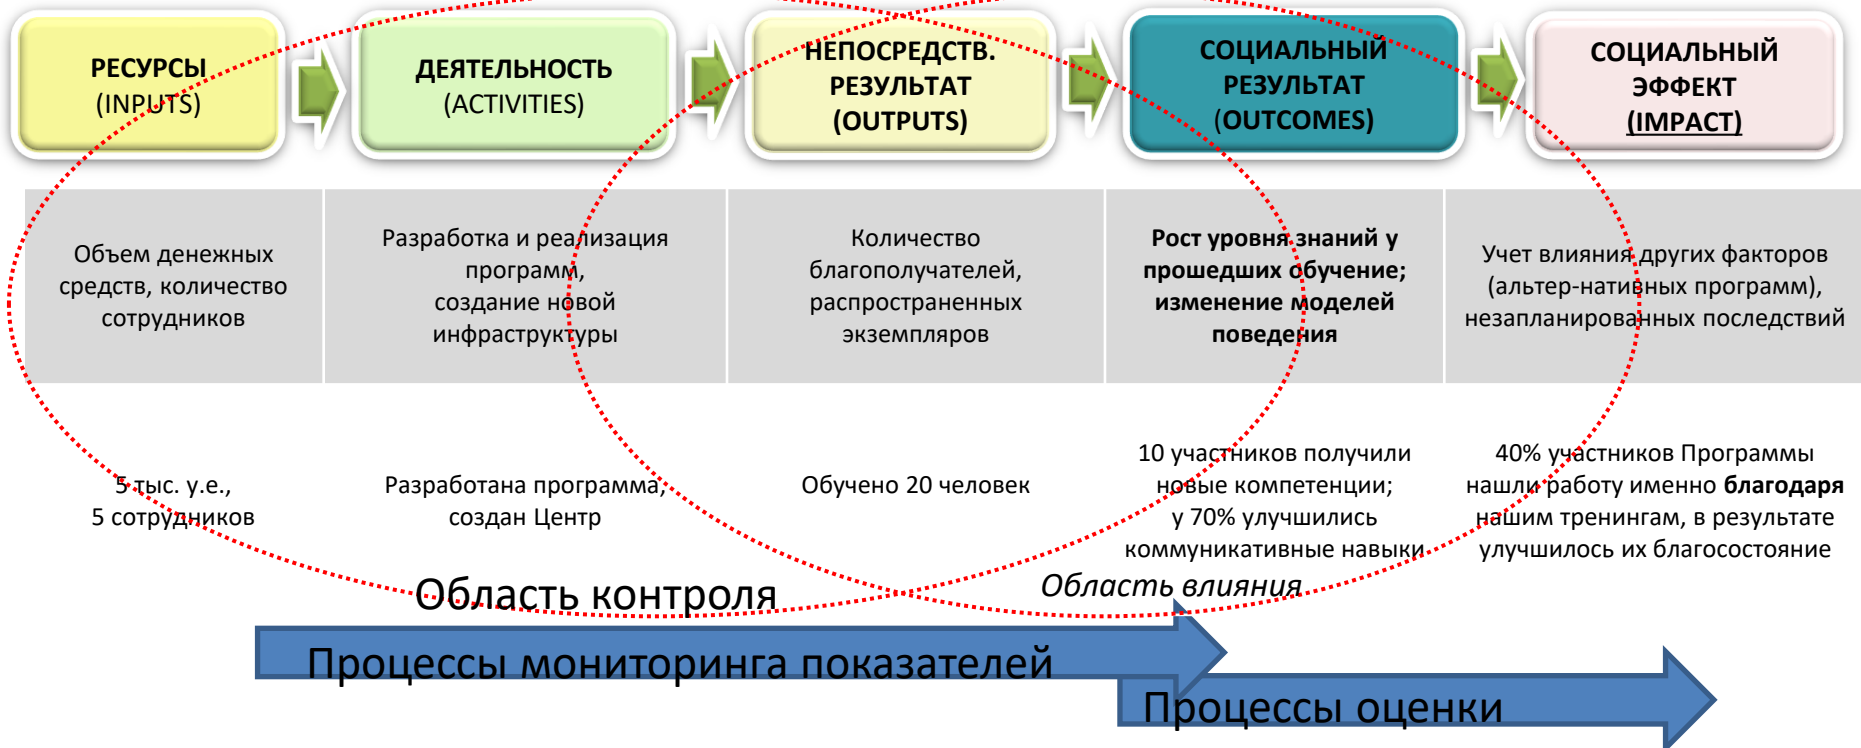 РЕСУРСЫ
(INPUTS)
ДЕЯТЕЛЬНОСТЬ
(ACTIVITIES)
НЕПОСРЕДСТВ.
РЕЗУЛЬТАТ
(OUTPUTS)
СОЦИАЛЬНЫЙ
РЕЗУЛЬТАТ
(OUTCOMES)
СОЦИАЛЬНЫЙ
ЭФФЕКТ
(IMPACT)
Объем денежных
средств, количество
сотрудников
Разработка и реализация
программ,
создание новой
инфраструктуры
Количество
благополучателей,
распространенных
экземпляров
Рост уровня знаний у
прошедших обучение;
изменение моделей
поведения
Учет влияния других факторов
(альтер-нативных программ),
незапланированных последствий
5 тыс. у.е.,
5 сотрудников
Разработана программа,
создан Центр
Обучено 20 человек
10 участников получили
новые компетенции;
у 70% улучшились
коммуникативные навыки
40% участников Программы
нашли работу именно благодаря
нашим тренингам, в результате
улучшилось их благосостояние
Область контроля
Область влияния
Процессы мониторинга показателей
Процессы оценки